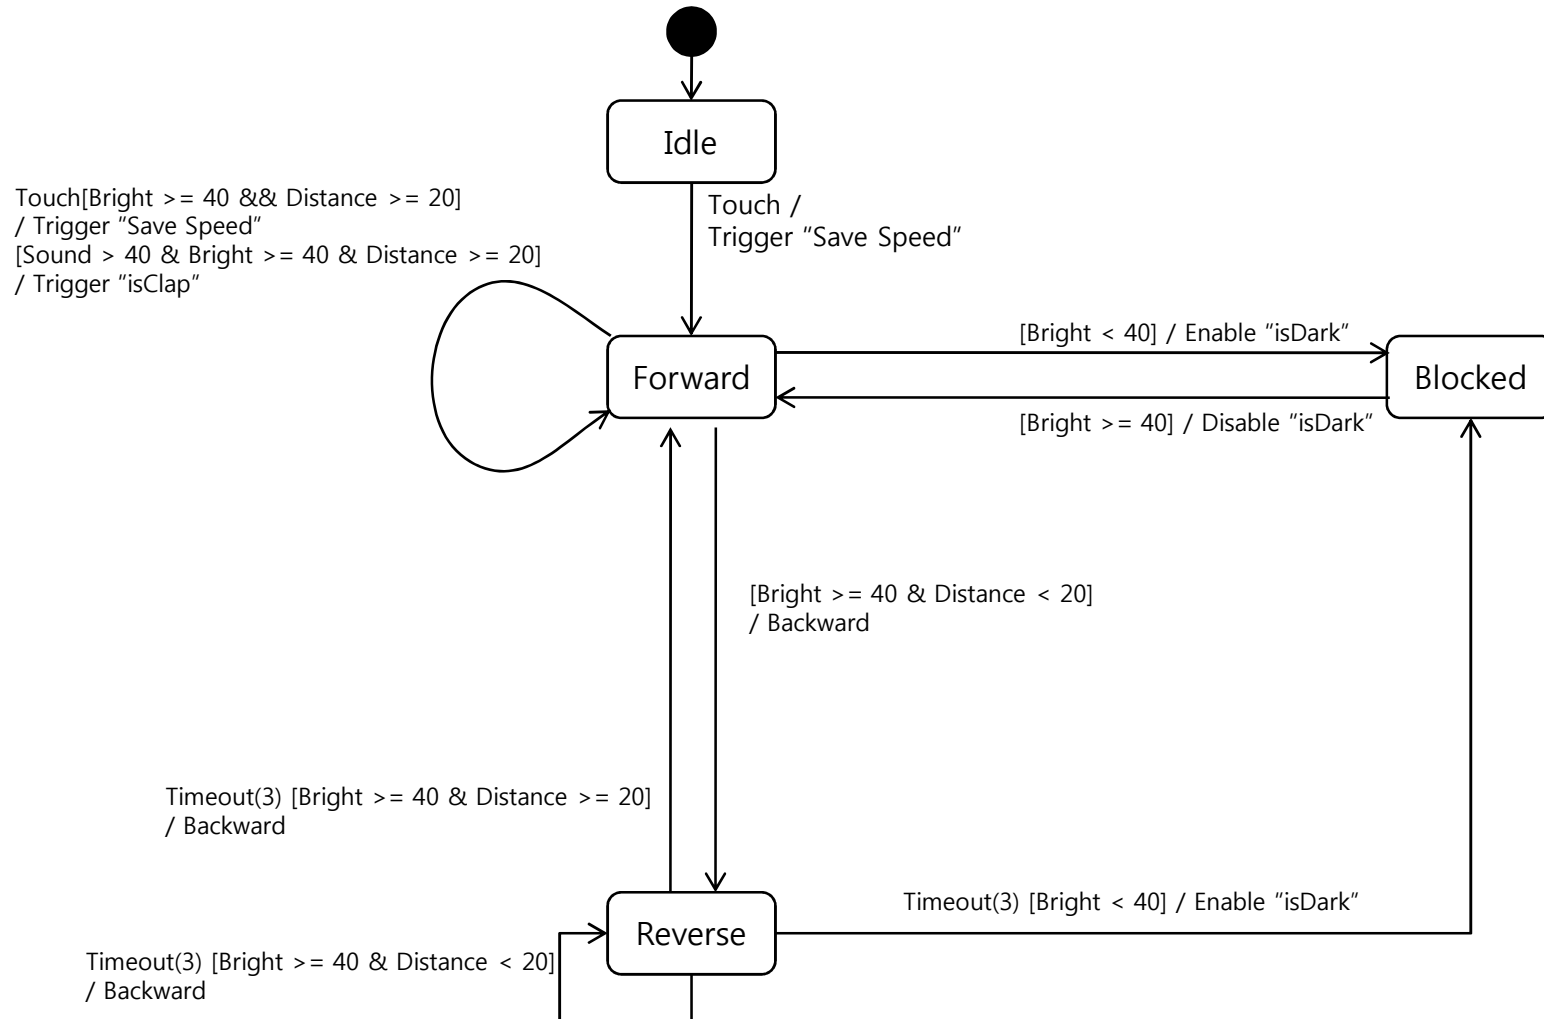 Idle
Touch[Bright >= 40 && Distance >= 20]
/ Trigger "Save Speed"
[Sound > 40 & Bright >= 40 & Distance >= 20]
/ Trigger "isClap"
Touch /
Trigger "Save Speed"
[Bright < 40] / Enable "isDark"
Forward
Blocked
[Bright >= 40] / Disable "isDark"
[Bright >= 40 & Distance < 20]
/ Backward
Timeout(3) [Bright >= 40 & Distance >= 20]
/ Backward
Timeout(3) [Bright < 40] / Enable "isDark"
Reverse
Timeout(3) [Bright >= 40 & Distance < 20]
/ Backward